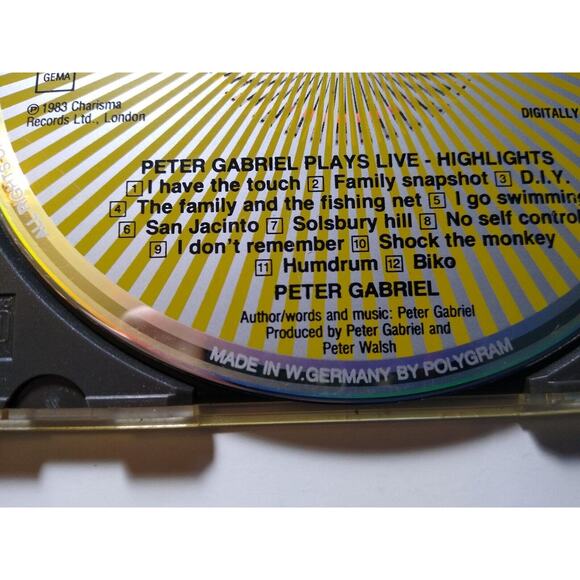 GEMA
℗ 1983 Charisma
Records Ltd., London
DIGITALLY
PETER GABRIEL PLAYS LIVE - HIGHLIGHTS
1 I have the touch 2 Family snapshot 3 D.I.Y.
4 The family and the fishing net 5 I go swimming
6 San Jacinto 7 Solsbury hill 8 No self control
9 I don't remember 10 Shock the monkey
11 Humdrum 12 Biko
PETER GABRIEL
Author/words and music: Peter Gabriel
Produced by Peter Gabriel and
Peter Walsh
MADE IN W.GERMANY BY POLYGRAM
ALL RIGHTS